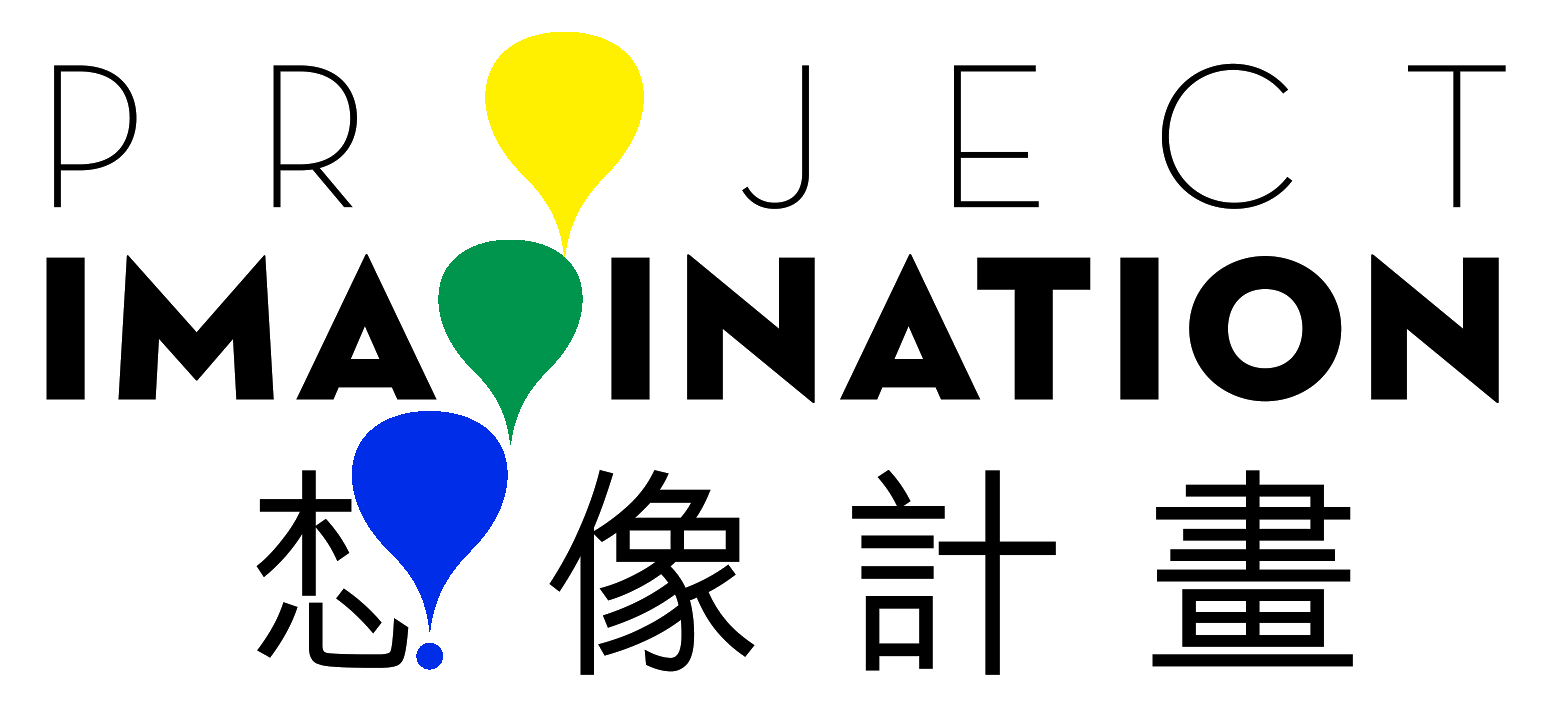 PROJECT
IMAGINATION
想像計畫